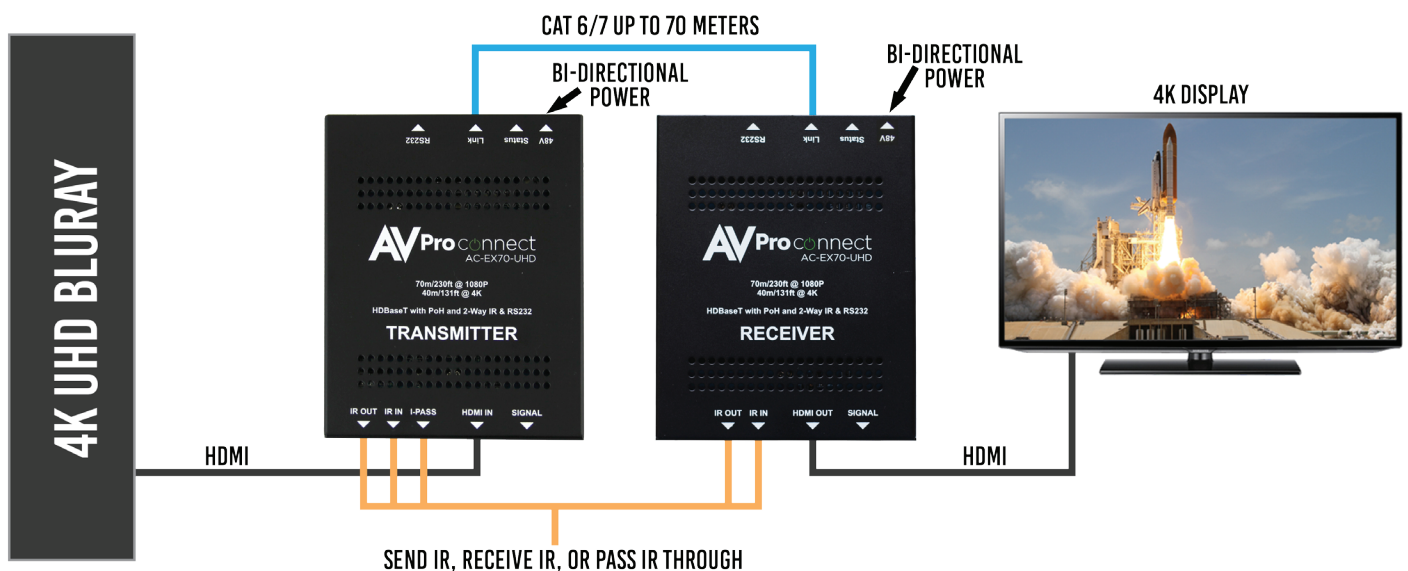 CAT 6/7 UP TO 70 METERS
BI-DIRECTIONAL
POWER
BI-DIRECTIONAL
POWER
4K DISPLAY
4K UHD BLURAY
RS232
Link
Status
48V
AVPro connect
AC-EX70-UHD
70m/230ft @ 1080P
40m/131ft @ 4K
HDBaseT with PoH and 2-Way IR & RS232
TRANSMITTER
IR OUT IR IN I-PASS HDMI IN SIGNAL
RS232
Link
Status
48V
AVPro connect
AC-EX70-UHD
70m/230ft @ 1080P
40m/131ft @ 4K
HDBaseT with PoH and 2-Way IR & RS232
RECEIVER
IR OUT IR IN HDMI OUT SIGNAL
HDMI
HDMI
SEND IR, RECEIVE IR, OR PASS IR THROUGH